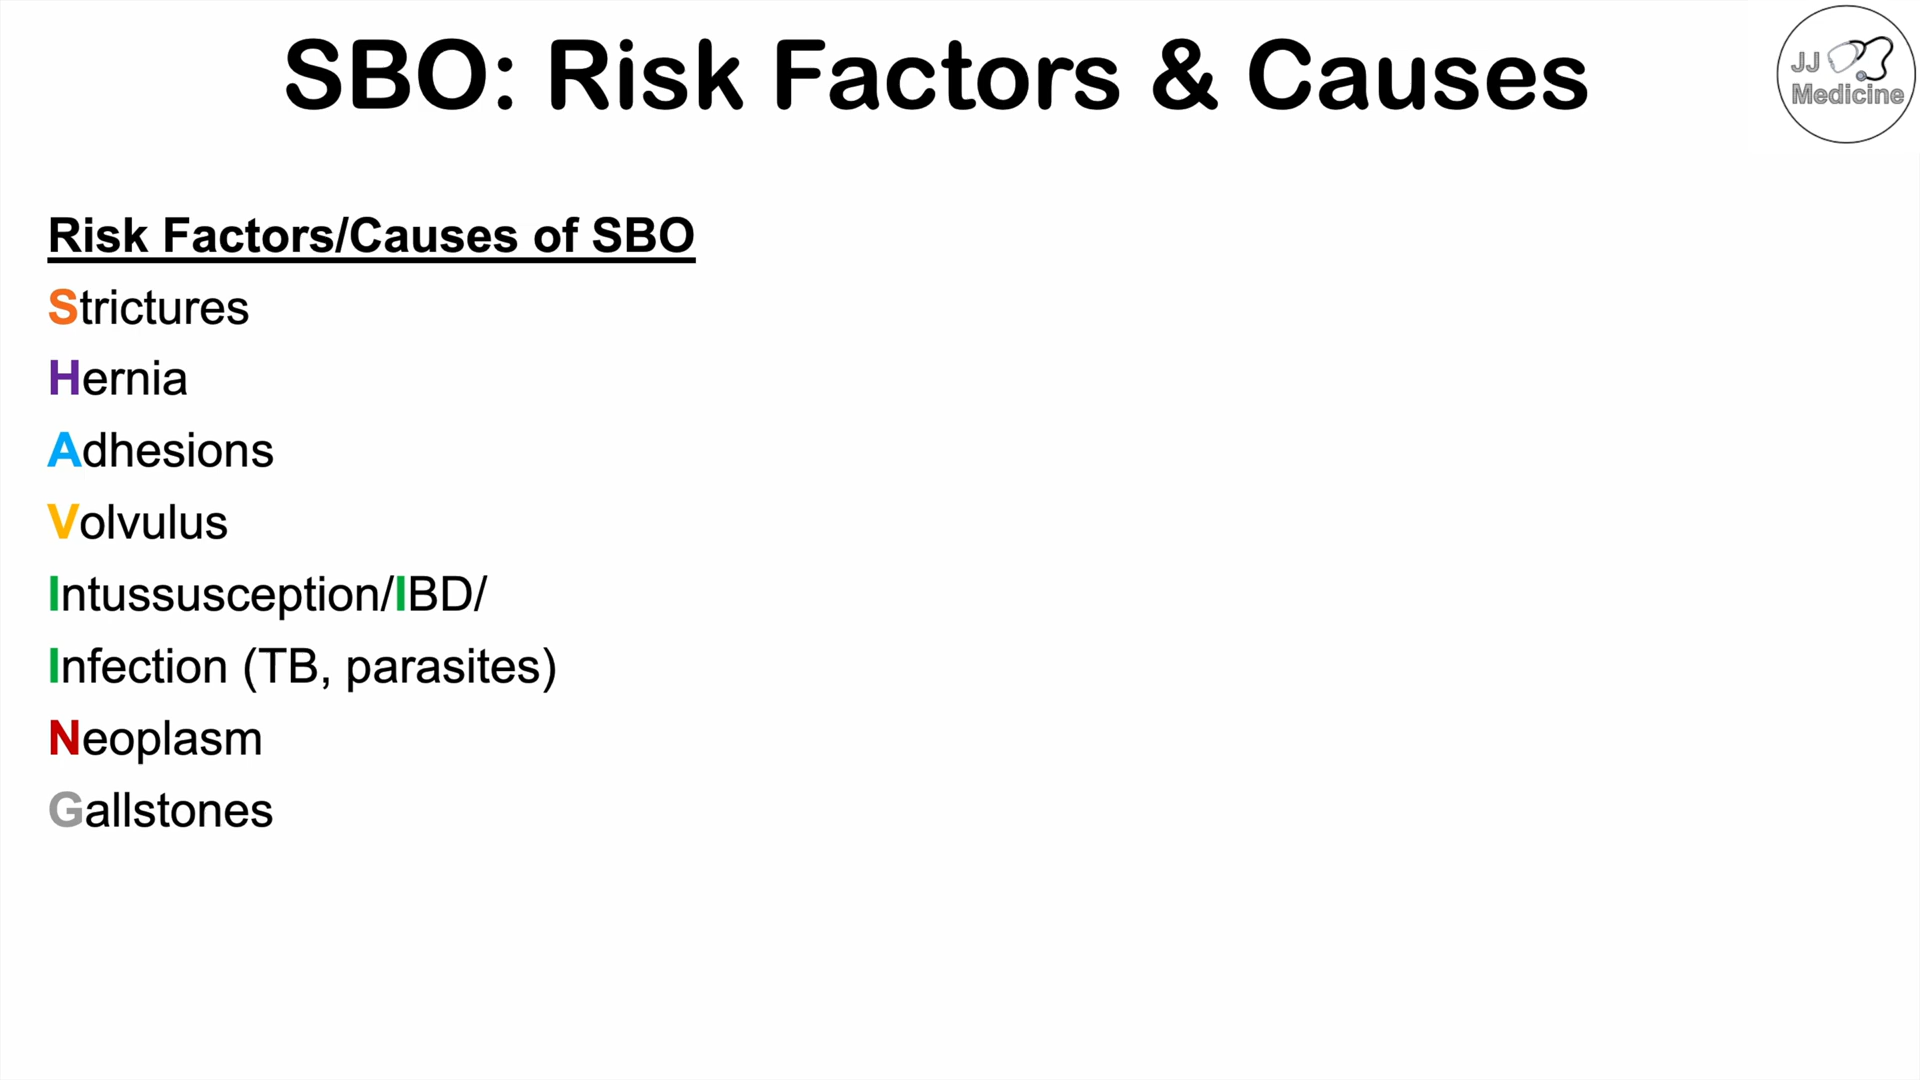 SBO: Risk Factors & Causes
JJ
Medicine
Risk Factors/Causes of SBO
Strictures
Hernia
Adhesions
Volvulus
Intussusception/IBD/
Infection (TB, parasites)
Neoplasm
Gallstones